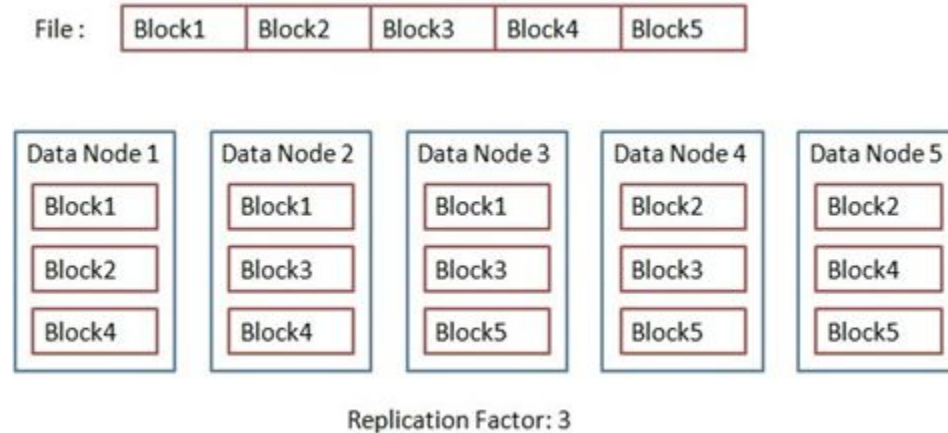 File : Block1 Block2 Block3 Block4 Block5
Data Node 1 Data Node 2 Data Node 3 Data Node 4 Data Node 5
Block1 Block1 Block1 Block2 Block2
Block2 Block3 Block3 Block3 Block4
Block4 Block4 Block5 Block5 Block5
Replication Factor: 3